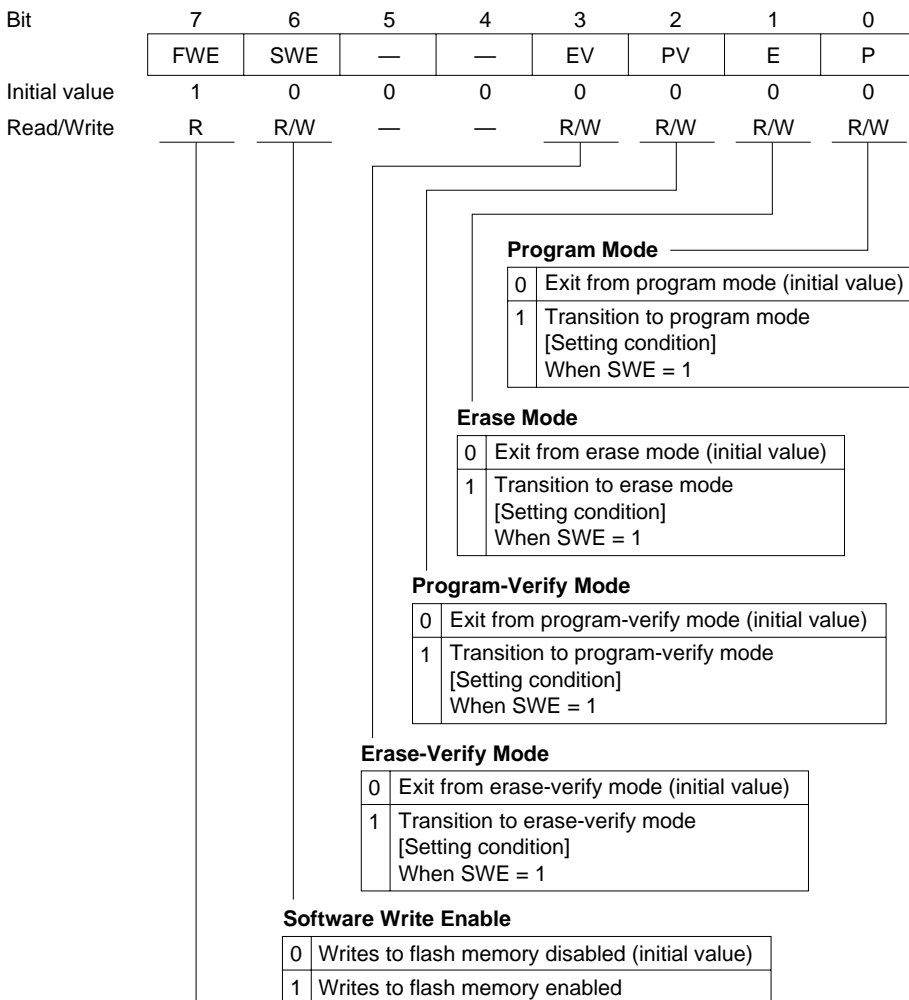 Bit 7 6 5 4 3 2 1 0
FWE SWE — — EV PV E P
Initial value 1 0 0 0 0 0 0 0
Read/Write R R/W — — R/W R/W R/W R/W
Program Mode
0 Exit from program mode (initial value)
1 Transition to program mode
[Setting condition]
When SWE = 1
Erase Mode
0 Exit from erase mode (initial value)
1 Transition to erase mode
[Setting condition]
When SWE = 1
Program-Verify Mode
0 Exit from program-verify mode (initial value)
1 Transition to program-verify mode
[Setting condition]
When SWE = 1
Erase-Verify Mode
0 Exit from erase-verify mode (initial value)
1 Transition to erase-verify mode
[Setting condition]
When SWE = 1
Software Write Enable
0 Writes to flash memory disabled (initial value)
1 Writes to flash memory enabled